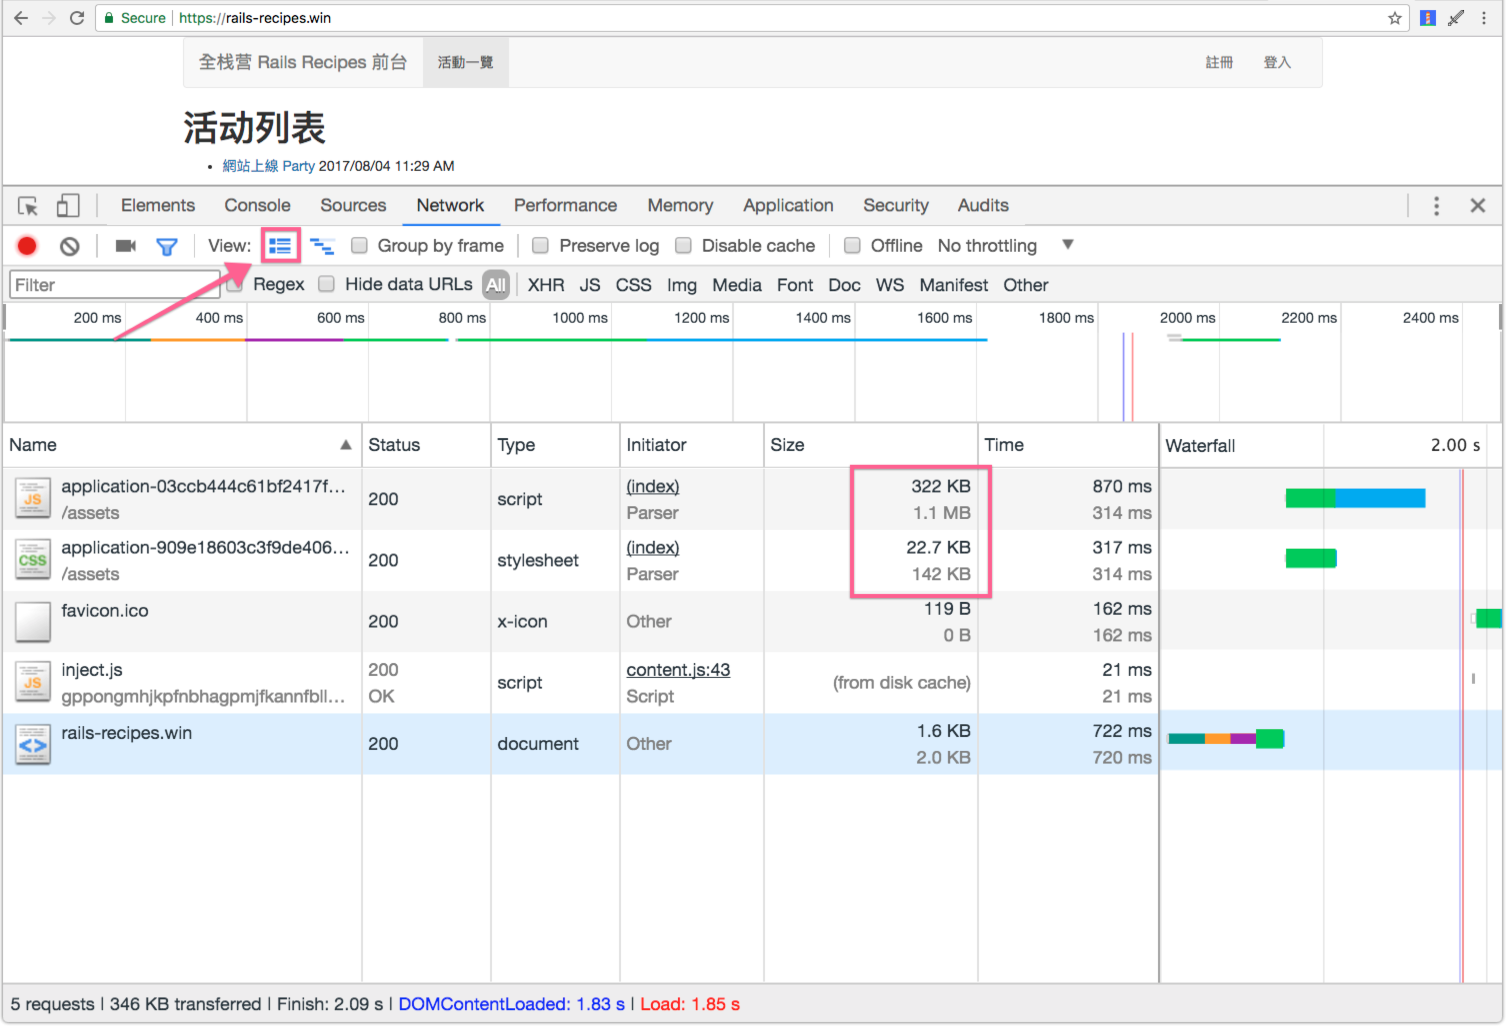 Secure https://rails-recipes.win
全栈营 Rails Recipes 前台 活動一覽 註冊 登入
活动列表
• 網站上線 Party 2017/08/04 11:29 AM
Elements Console Sources Network Performance Memory Application Security Audits
View: Group by frame Preserve log Disable cache Offline No throttling
Filter Regex Hide data URLs All XHR JS CSS Img Media Font Doc WS Manifest Other
200 ms 400 ms 600 ms 800 ms 1000 ms 1200 ms 1400 ms 1600 ms 1800 ms 2000 ms 2200 ms 2400 ms
Name Status Type Initiator Size Time Waterfall 2.00 s
JS application-03ccb444c61bf2417f… 200 script (index) 322 KB 870 ms
/assets Parser 1.1 MB 314 ms
CSS application-909e18603c3f9de406… 200 stylesheet (index) 22.7 KB 317 ms
/assets Parser 142 KB 314 ms
favicon.ico 200 x-icon Other 119 B 162 ms
0 B 162 ms
JS inject.js 200 script content.js:43 (from disk cache) 21 ms
gppongmhjkpfnbhagpmjfkannfbll… OK Script 21 ms
rails-recipes.win 200 document Other 1.6 KB 722 ms
2.0 KB 720 ms
5 requests | 346 KB transferred | Finish: 2.09 s | DOMContentLoaded: 1.83 s | Load: 1.85 s